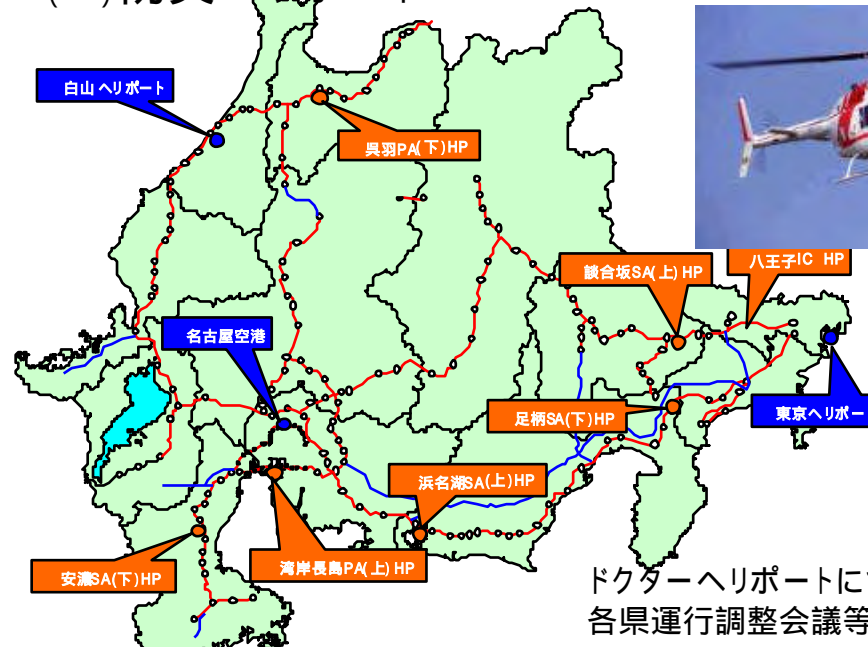 白山ヘリポート
呉羽PA(下)HP
談合坂SA(上)HP
八王子IC HP
名古屋空港
足柄SA(下)HP
東京ヘリポー
浜名湖SA(上)HP
安濃SA(下)HP
湾岸長島PA(上)HP
ドクターヘリポートに
各県運行調整会議等